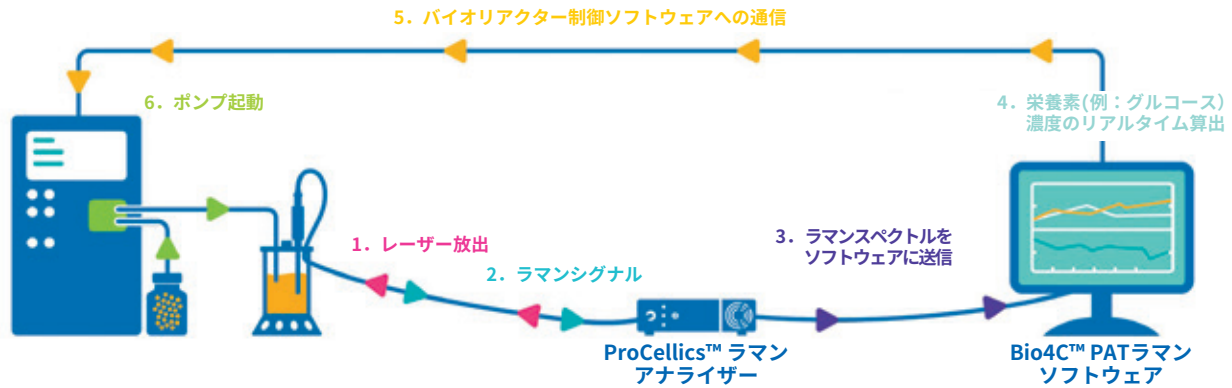 5. バイオリアクター制御ソフトウェアへの通信
6. ポンプ起動
4. 栄養素(例：グルコース)
濃度のリアルタイム算出
1. レーザー放出
2. ラマンシグナル
3. ラマンスペクトルを
ソフトウェアに送信
ProCellics™ ラマン
アナライザー
Bio4C™ PATラマン
ソフトウェア